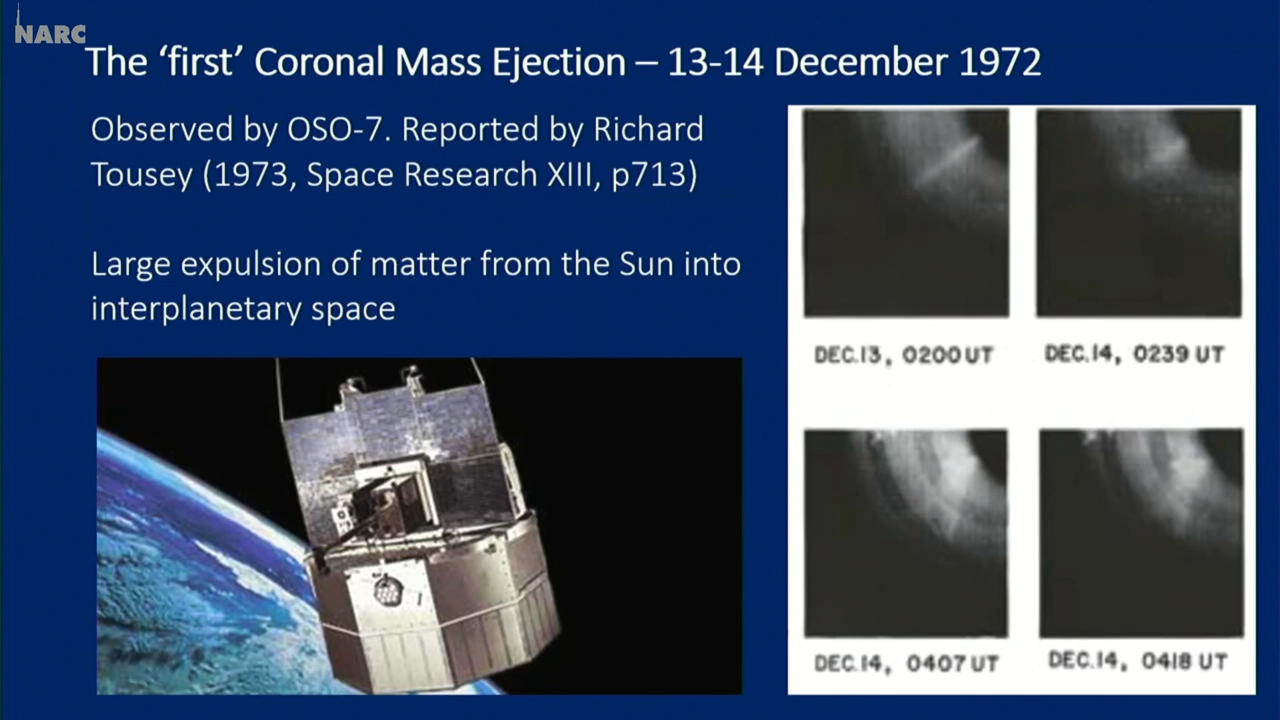 NARC
The ‘first’ Coronal Mass Ejection – 13-14 December 1972
Observed by OSO-7. Reported by Richard
Tousey (1973, Space Research XIII, p713)
Large expulsion of matter from the Sun into
interplanetary space
DEC.13, 0200 UT
DEC.14, 0239 UT
DEC.14, 0407 UT
DEC.14, 0418 UT